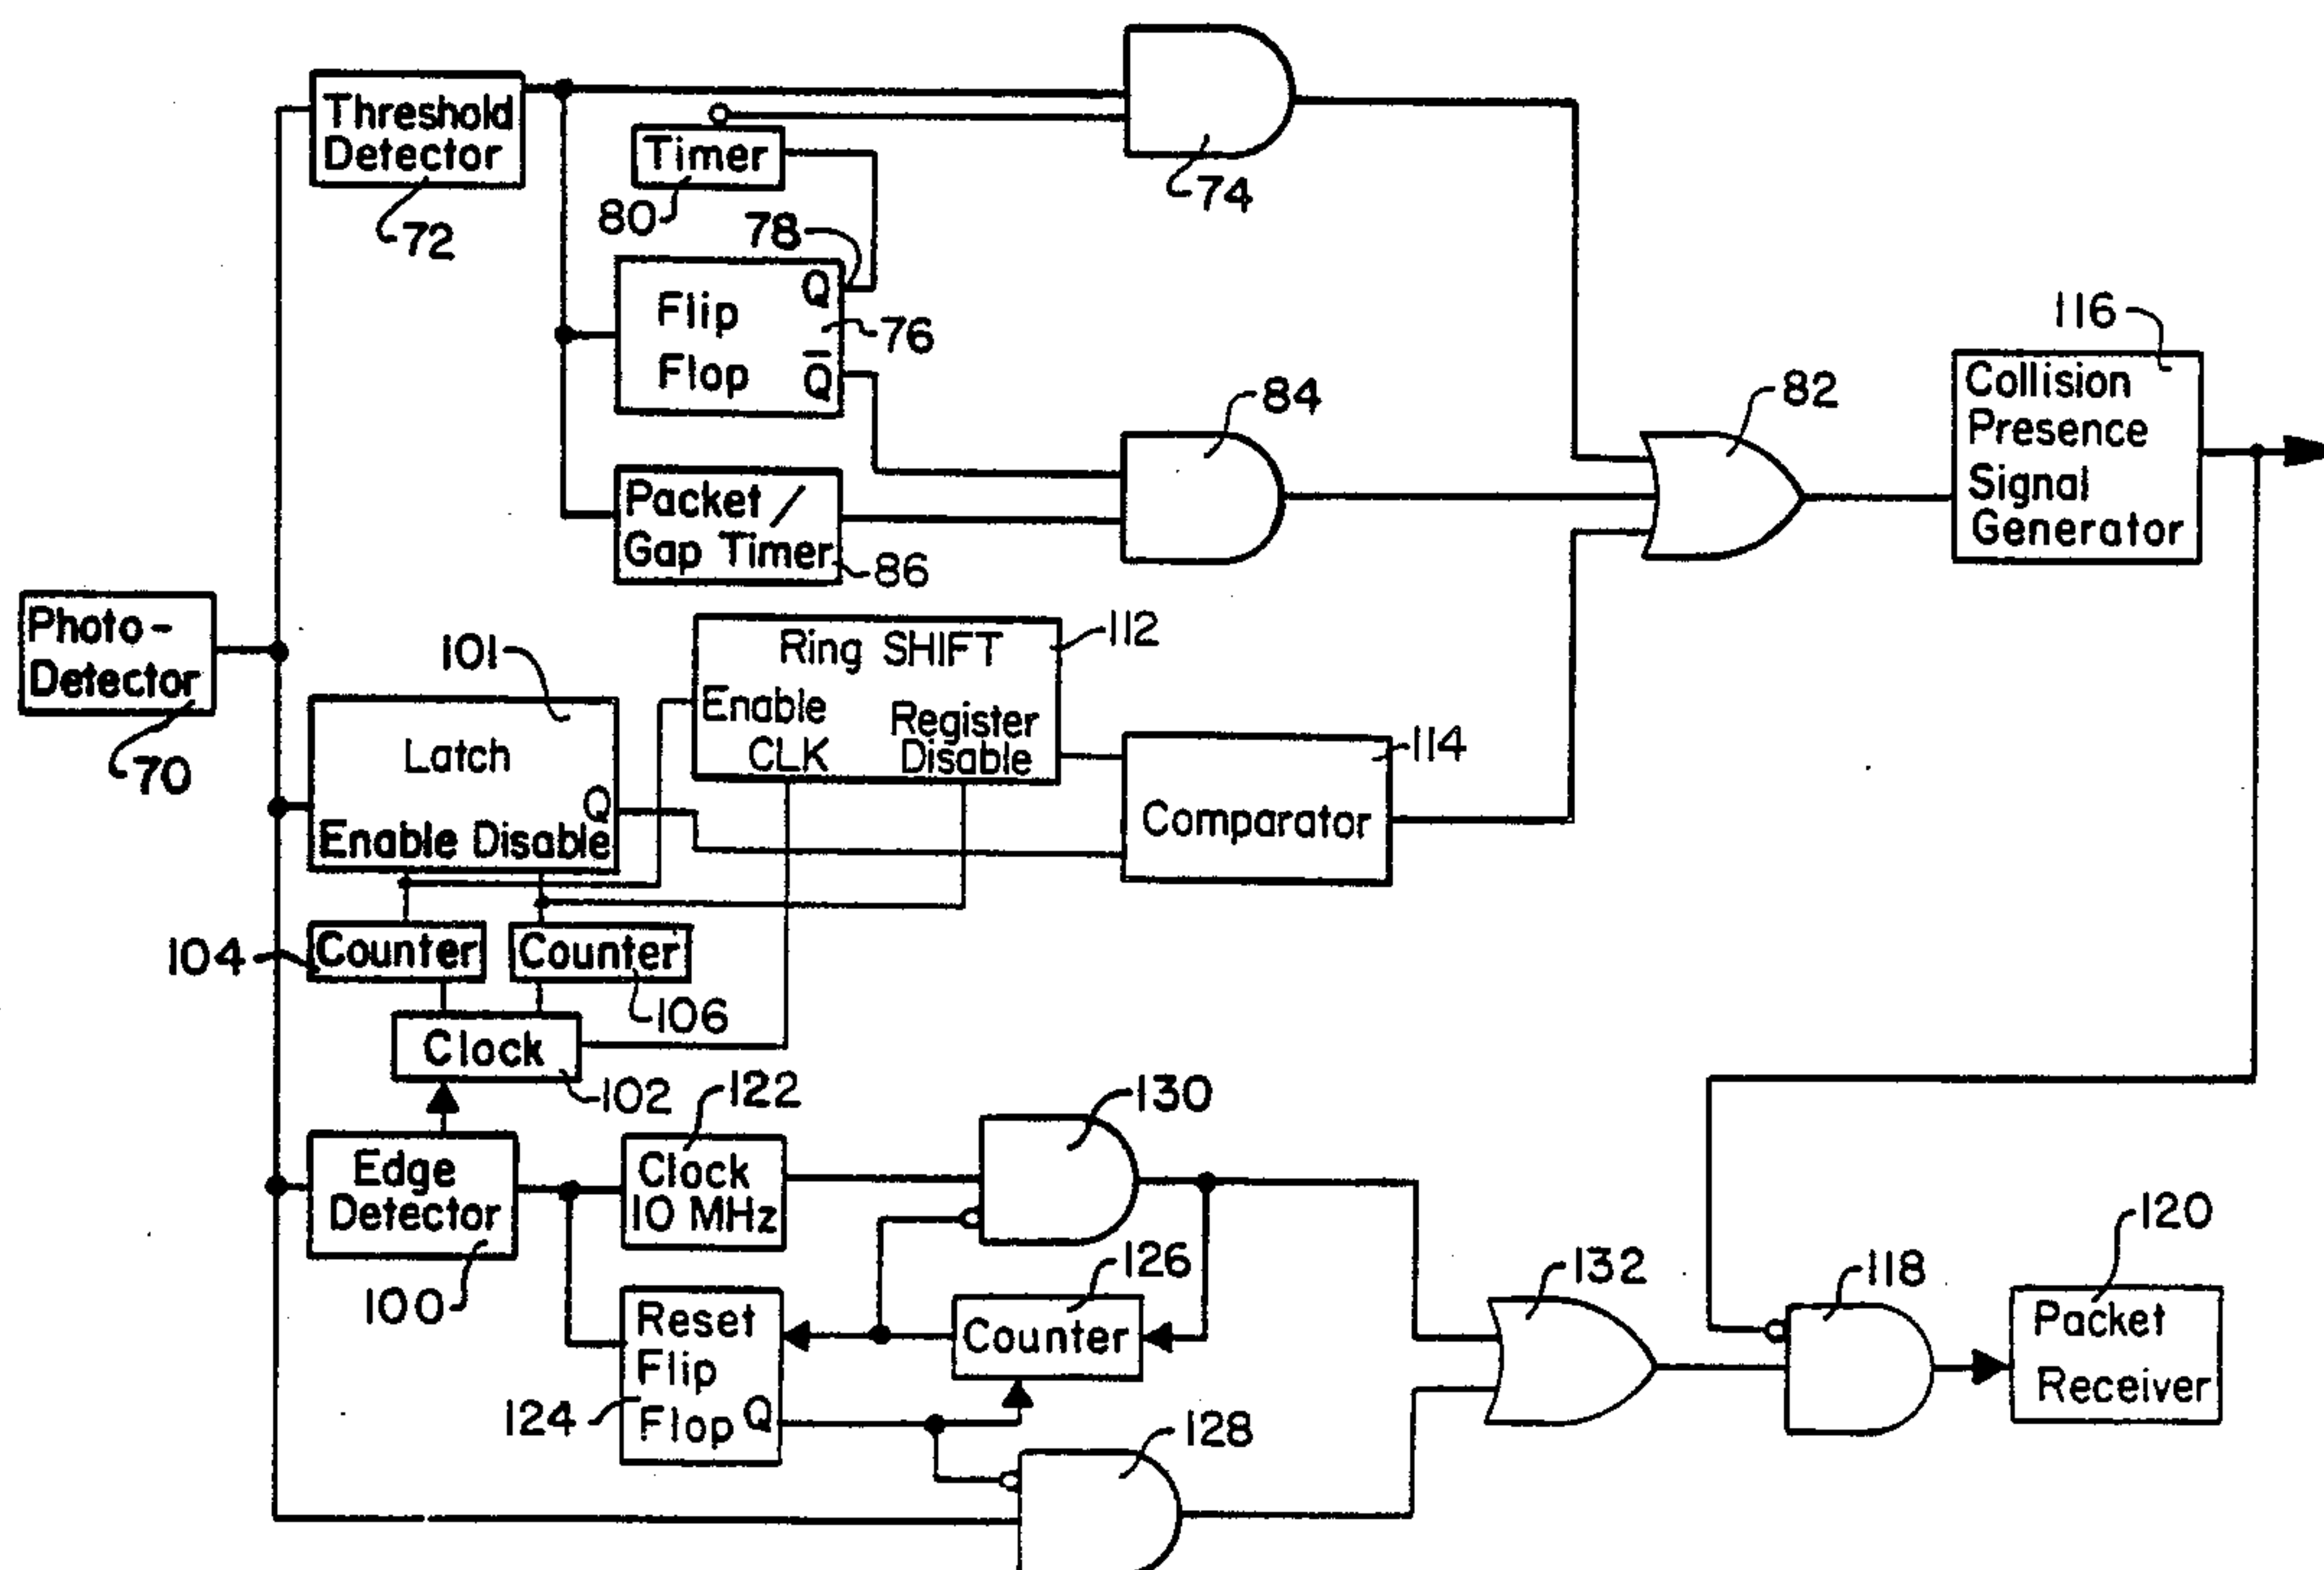 Threshold
Detector
72
Timer
80
78
74
Flip
Flop
Q
Q̅
76
116
Collision
Presence
Signal
Generator
84
82
Packet /
Gap Timer
86
Photo-
Detector
70
101
Latch
Q
Enable Disable
Ring SHIFT
Enable
CLK
Register
Disable
112
114
Comparator
104
Counter
Counter
106
Clock
102
122
Clock
10 MHz
130
Edge
Detector
100
Reset
Flip
Flop Q
124
126
Counter
128
132
118
120
Packet
Receiver